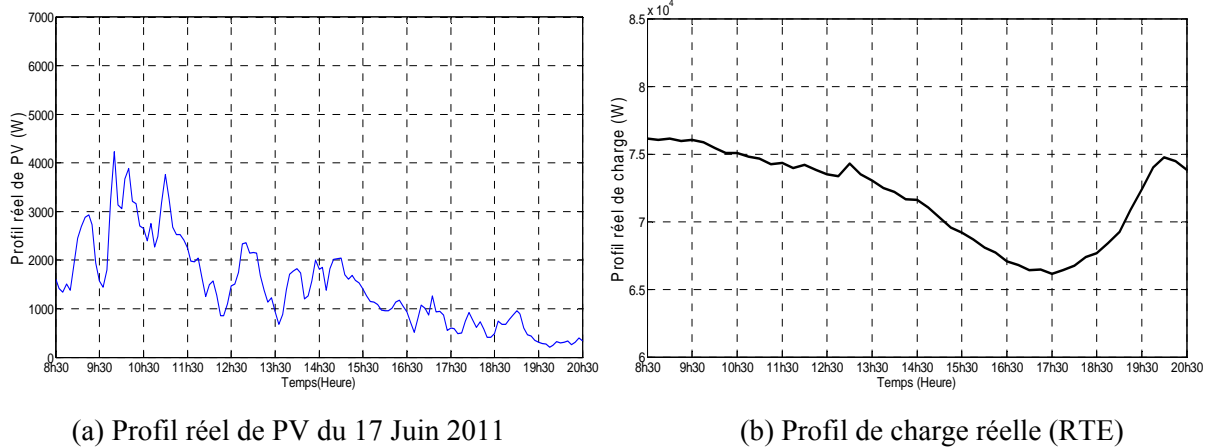 7000
6000
5000
4000
3000
2000
1000
0
Profil réel de PV (W)
8h30 9h30 10h30 11h30 12h30 13h30 14h30 15h30 16h30 17h30 18h30 19h30 20h30
Temps(Heure)
(a) Profil réel de PV du 17 Juin 2011
x 10^4
8.5
8
7.5
7
6.5
6
Profil réel de charge (W)
8h30 9h30 10h30 11h30 12h30 13h30 14h30 15h30 16h30 17h30 18h30 19h30 20h30
Temps (Heure)
(b) Profil de charge réelle (RTE)